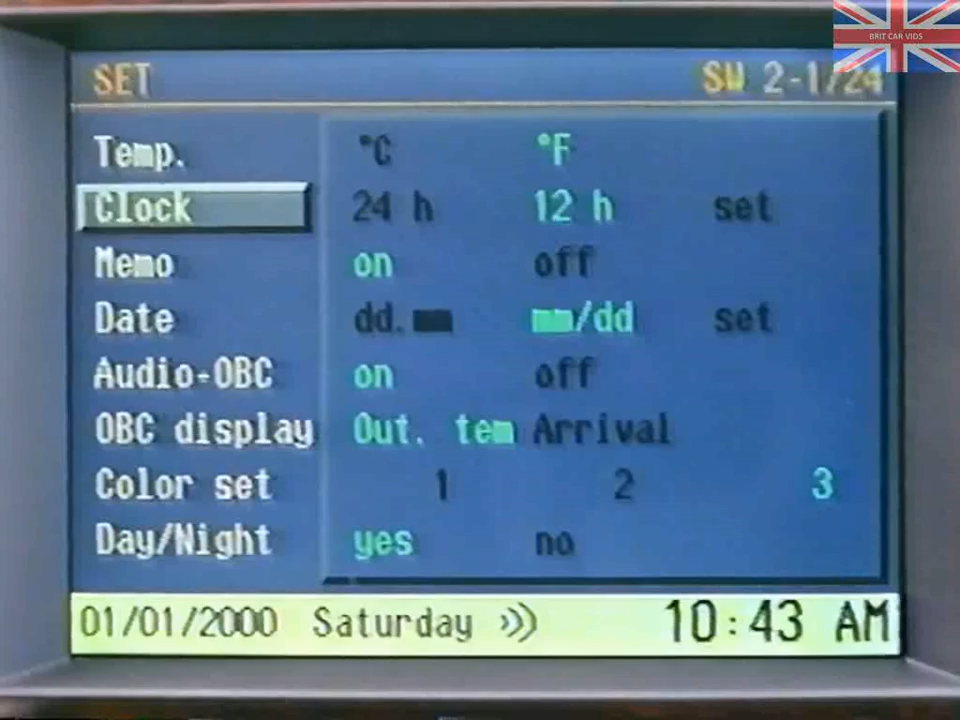 BRIT CAR VIDS
SET SW 2-1/24
Temp. °C °F
Clock 24 h 12 h set
Memo on off
Date dd.mm mm/dd set
Audio-OBC on off
OBC display Out. tem Arrival
Color set 1 2 3
Day/Night yes no
01/01/2000 Saturday 10:43 AM